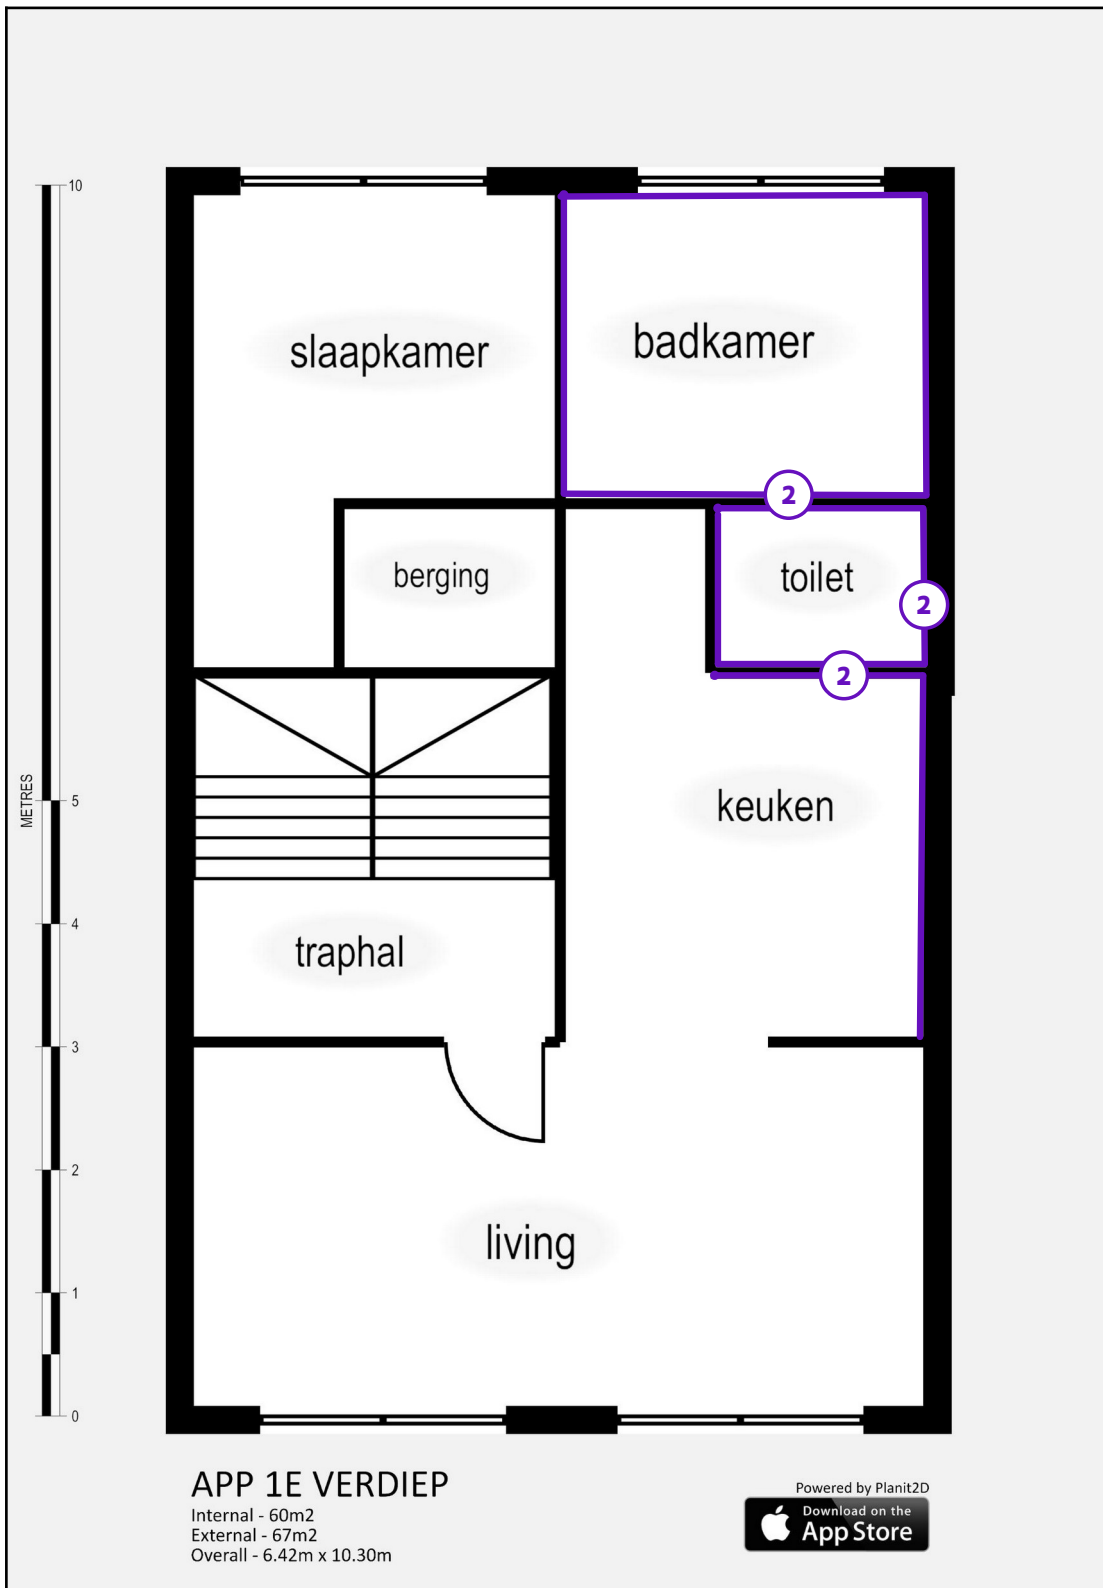 10
slaapkamer
badkamer
2
berging
toilet
2
2
METRES
5
keuken
4
traphal
3
2
living
1
0
APP 1E VERDIEP
Internal - 60m2
External - 67m2
Overall - 6.42m x 10.30m
Powered by Planit2D
Download on the
App Store